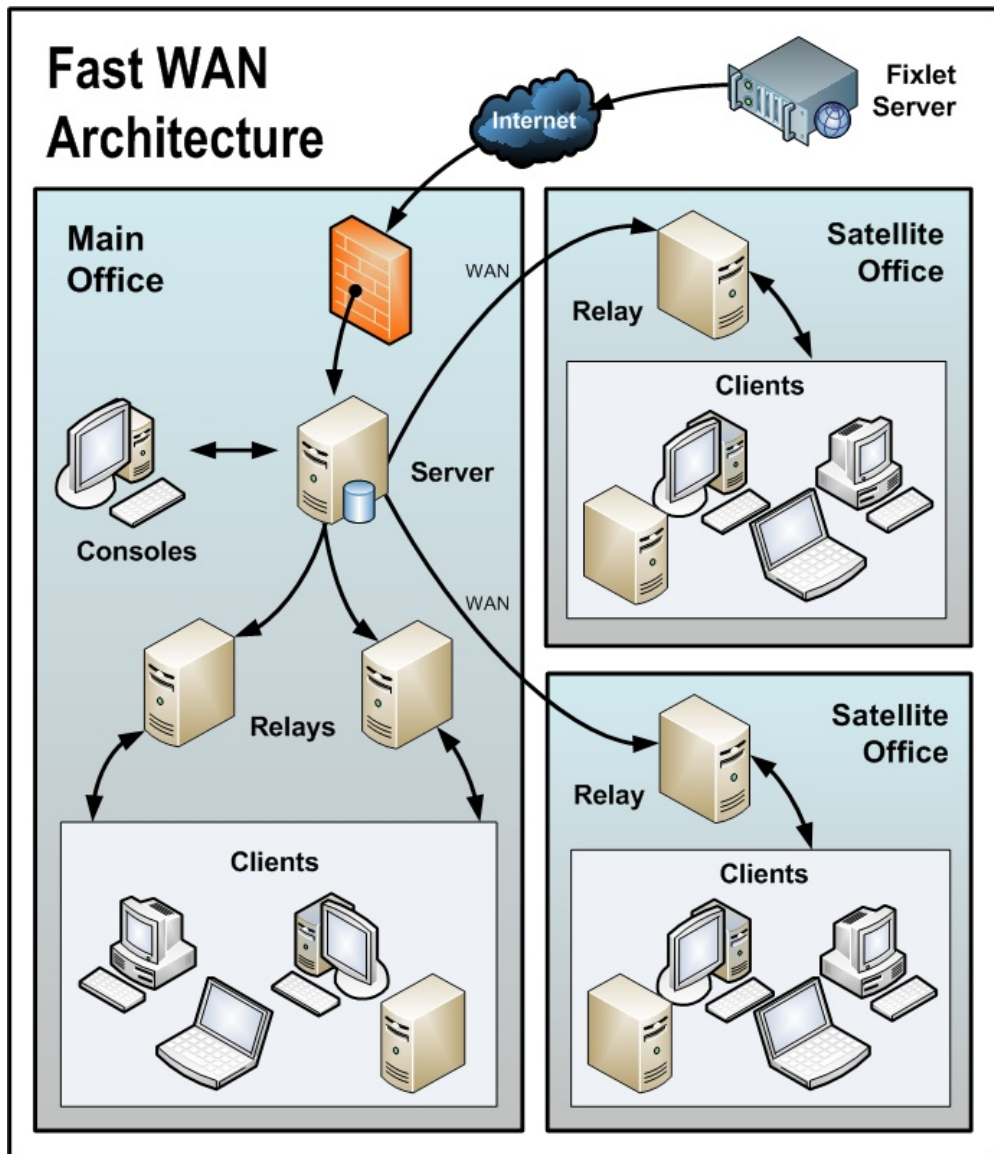 Fast WAN
Architecture
Internet
Fixlet
Server
Main
Office
WAN
Satellite
Office
Relay
Clients
Server
Consoles
WAN
Relays
Clients
Satellite
Office
Relay
Clients